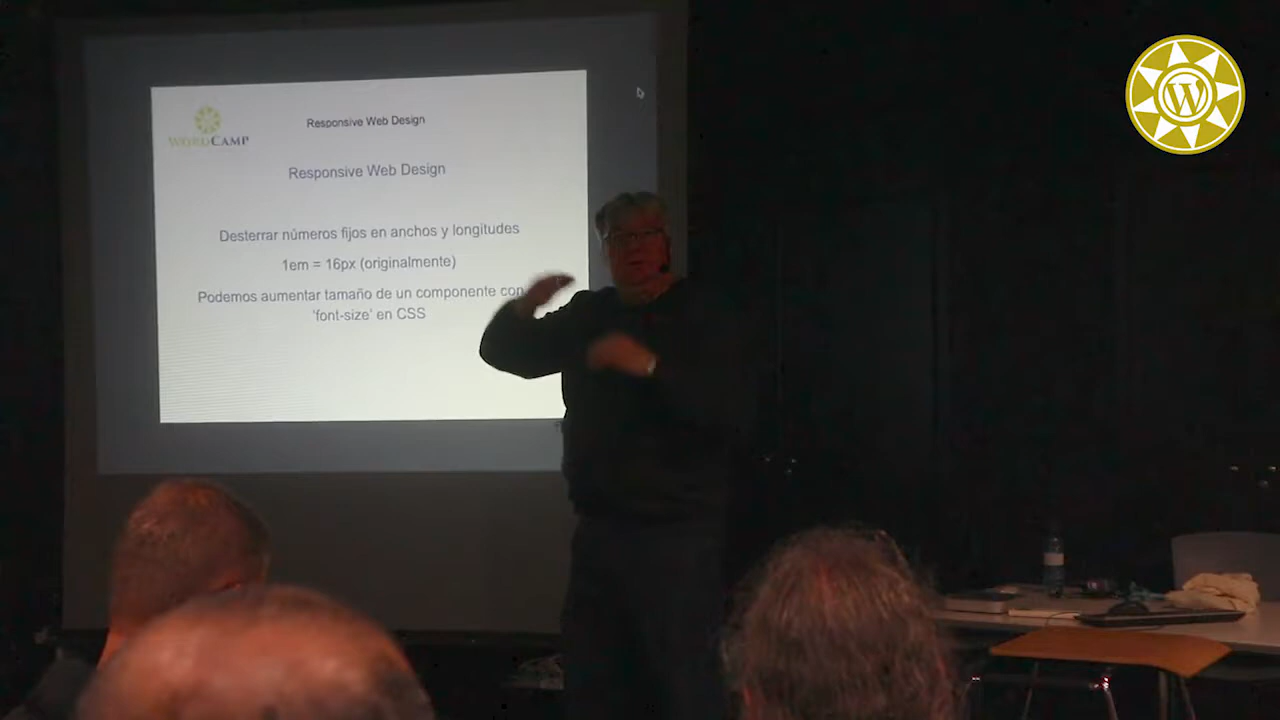 WORDCAMP
Responsive Web Design
Responsive Web Design
Desterrar números fijos en anchos y longitudes
1em = 16px (originalmente)
Podemos aumentar tamaño de un componente con
'font-size' en CSS
W